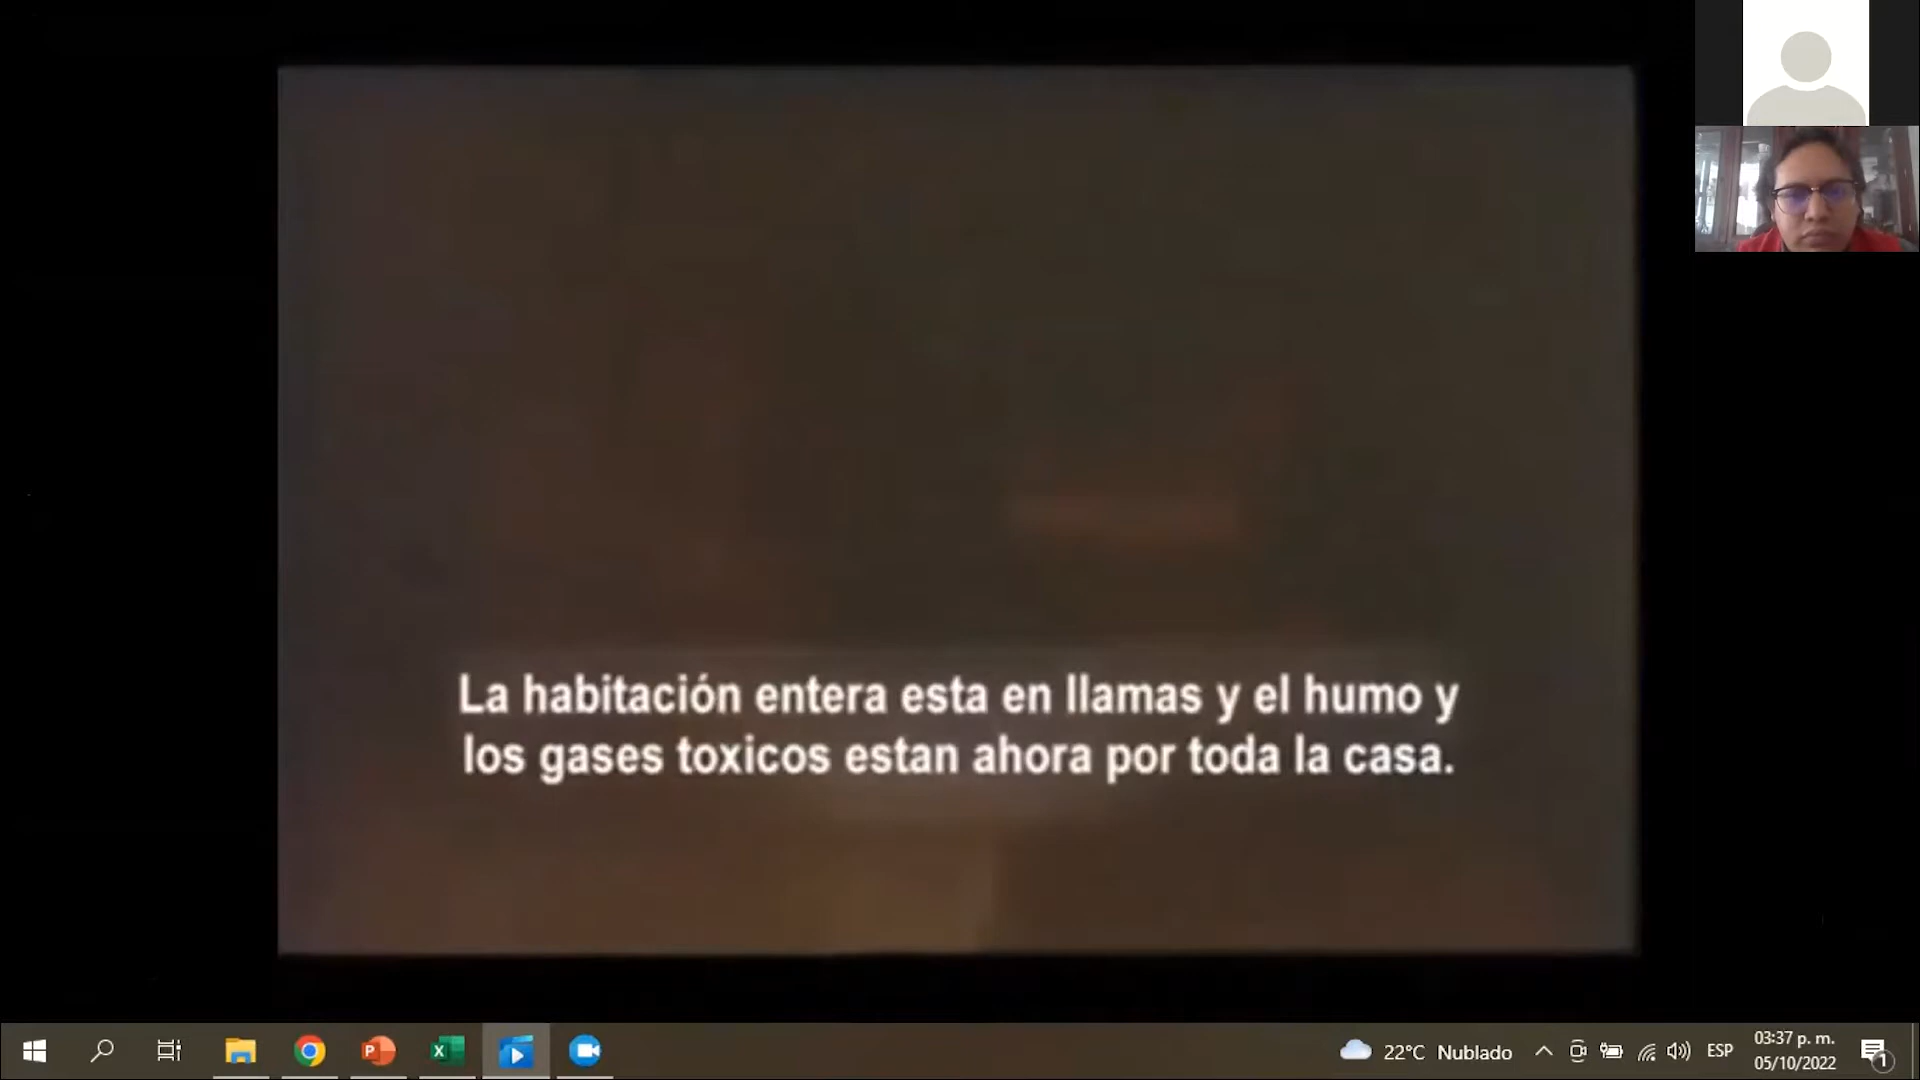 La habitación entera esta en llamas y el humo y
los gases toxicos estan ahora por toda la casa.
22°C Nublado
ESP
03:37 p. m.
05/10/2022
1